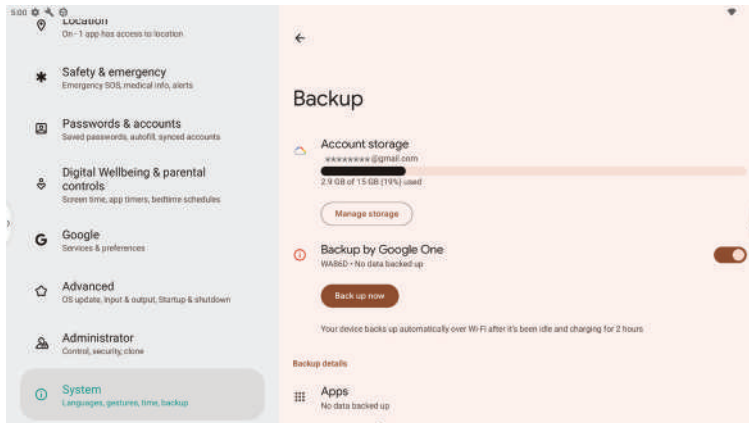 5:00
Location
On - 1 app has access to location
Safety & emergency
Emergency SOS, medical info, alerts
Passwords & accounts
Saved passwords, autofill, synced accounts
Digital Wellbeing & parental
controls
Screen time, app timers, bedtime schedules
Google
Services & preferences
Advanced
OS update, Input & output, Startup & shutdown
Administrator
Control, security, clone
System
Languages, gestures, time, backup
Backup
Account storage
********@gmail.com
2.9 GB of 15 GB (19%) used
Manage storage
Backup by Google One
WA86D • No data backed up
Back up now
Your device backs up automatically over Wi-Fi after it's been idle and charging for 2 hours
Backup details
Apps
No data backed up